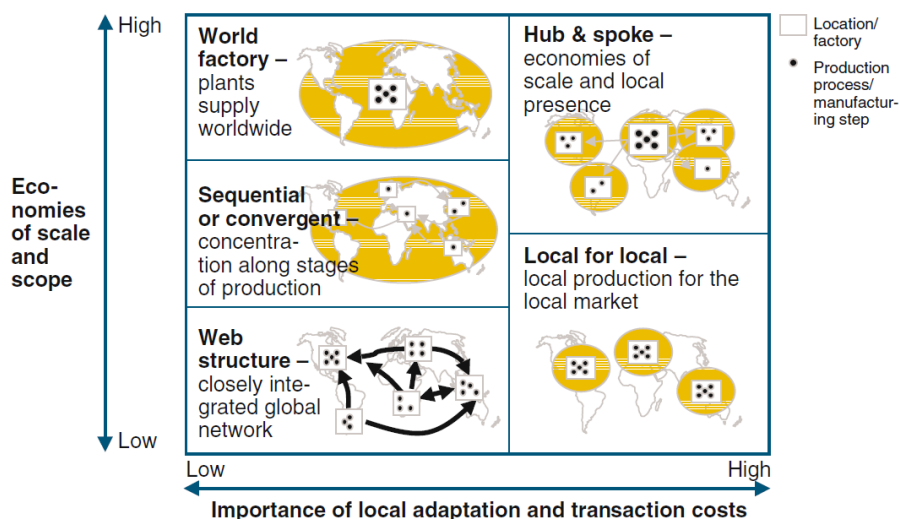 High
Eco-
nomies
of scale
and
scope
Low
World
factory –
plants
supply
worldwide
Sequential
or convergent –
concentra-
tion along stages
of production
Web
structure –
closely inte-
grated global
network
Hub & spoke –
economies of
scale and local
presence
Local for local –
local production for the
local market
Location/
factory
Production
process/
manufactur-
ing step
Low
High
Importance of local adaptation and transaction costs